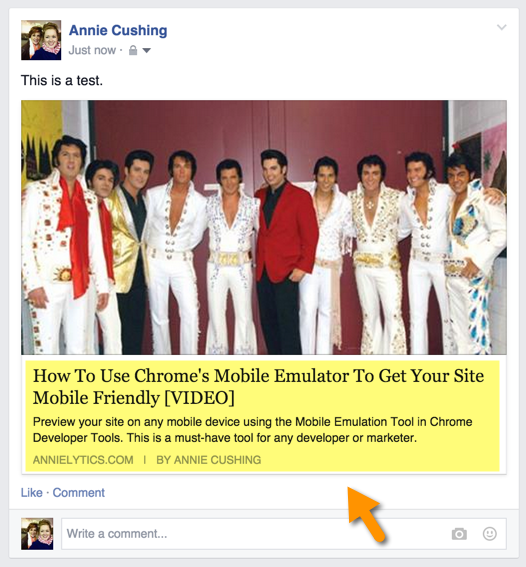 Annie Cushing
Just now ·
This is a test.
How To Use Chrome's Mobile Emulator To Get Your Site
Mobile Friendly [VIDEO]
Preview your site on any mobile device using the Mobile Emulation Tool in Chrome
Developer Tools. This is a must-have tool for any developer or marketer.
ANNIELYTICS.COM | BY ANNIE CUSHING
Like · Comment
Write a comment...